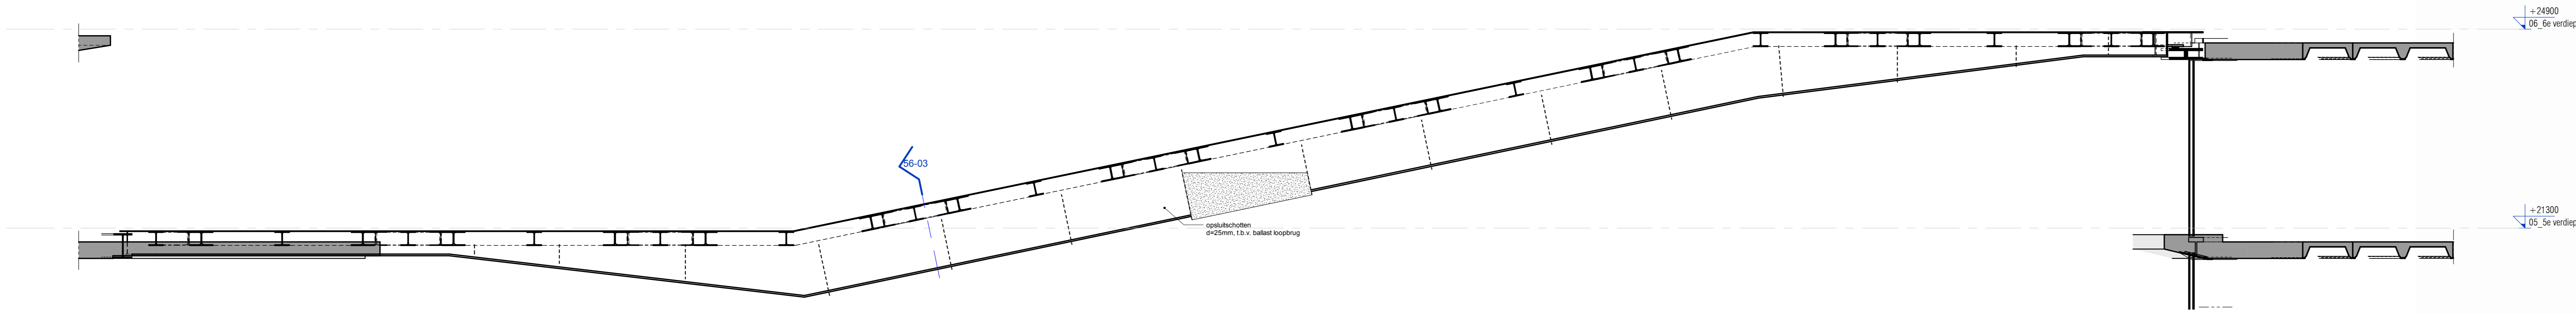 +24900
06_6e verdiep
56-03
+21300
05_5e verdiep
opsluitschotten
d=25mm, t.b.v. ballast loopbrug